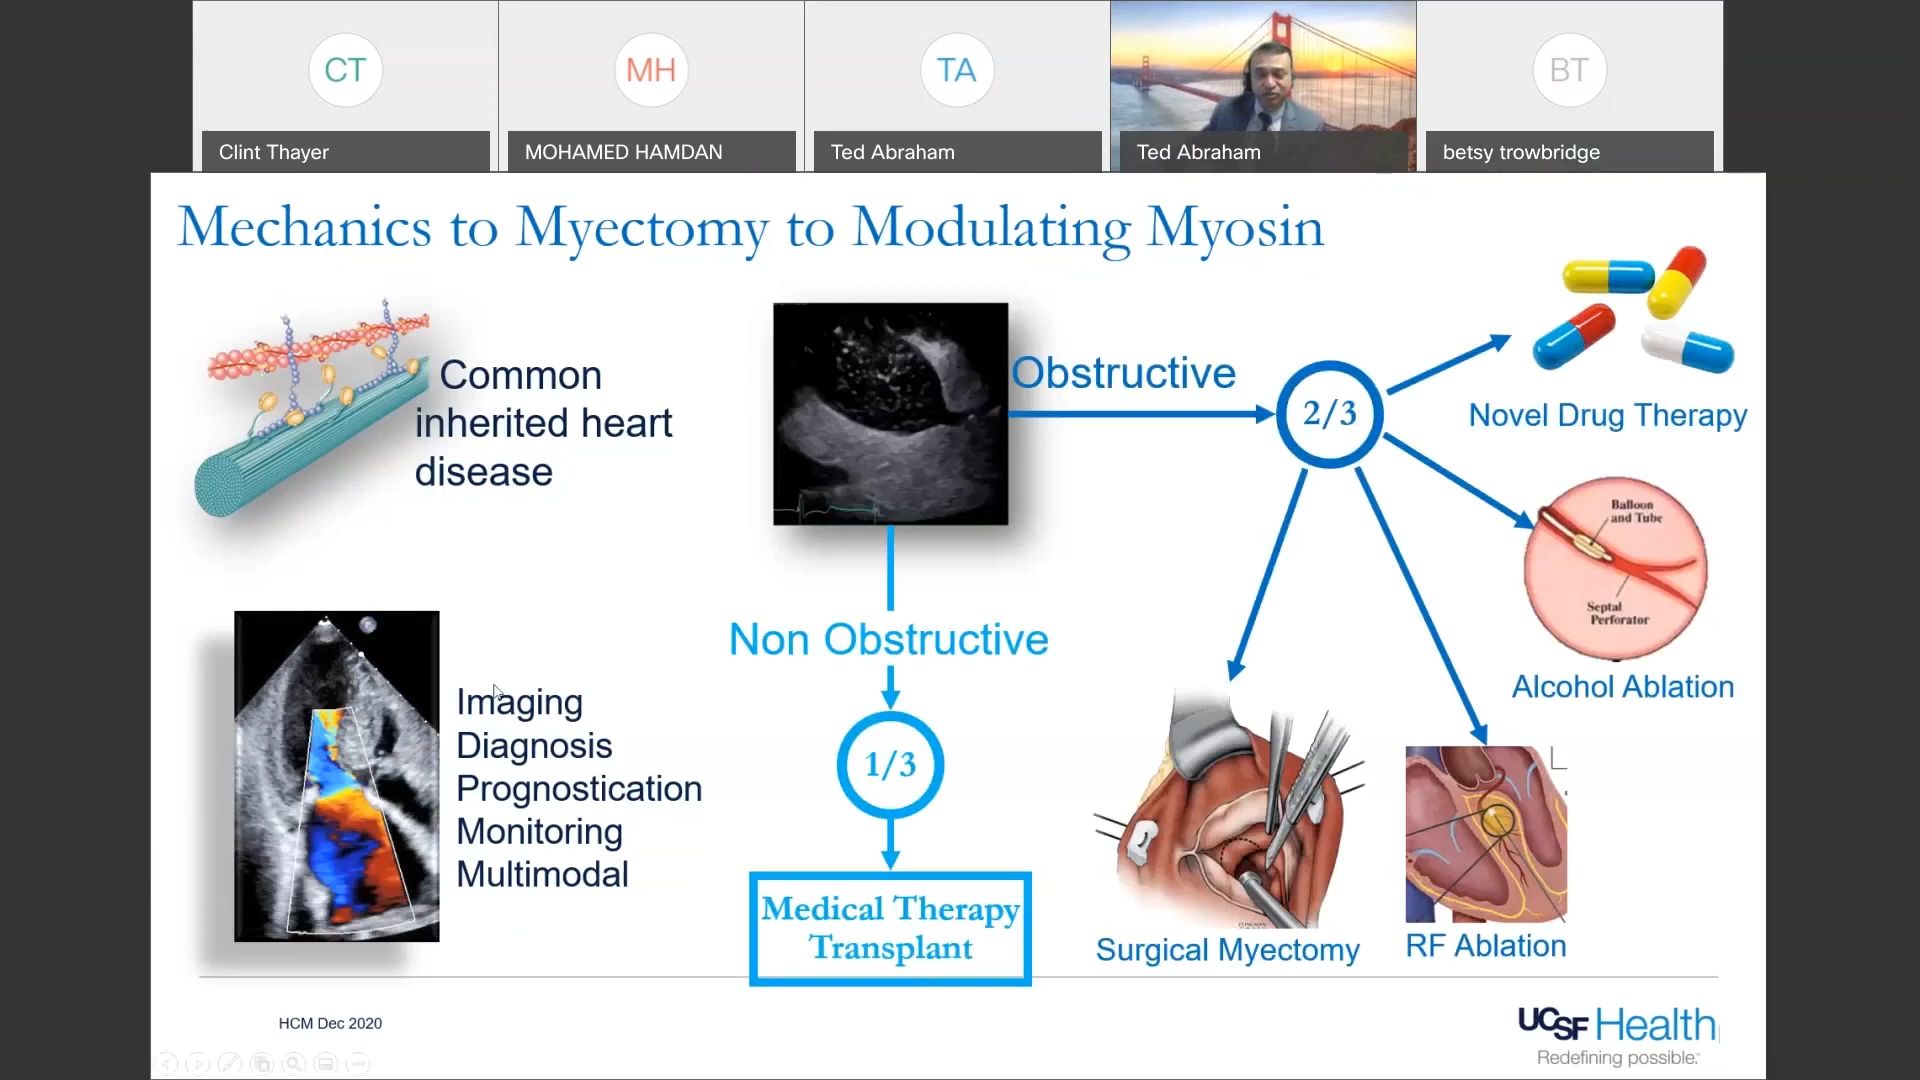 CT
MH
TA
BT
Clint Thayer
MOHAMED HAMDAN
Ted Abraham
Ted Abraham
betsy trowbridge
Mechanics to Myectomy to Modulating Myosin
Common
inherited heart
disease
Obstructive
2/3
Novel Drug Therapy
Balloon
and Tube
Septal
Perforator
Alcohol Ablation
Non Obstructive
1/3
Medical Therapy
Transplant
Imaging
Diagnosis
Prognostication
Monitoring
Multimodal
Surgical Myectomy
RF Ablation
HCM Dec 2020
UCSF Health
Redefining possible.™